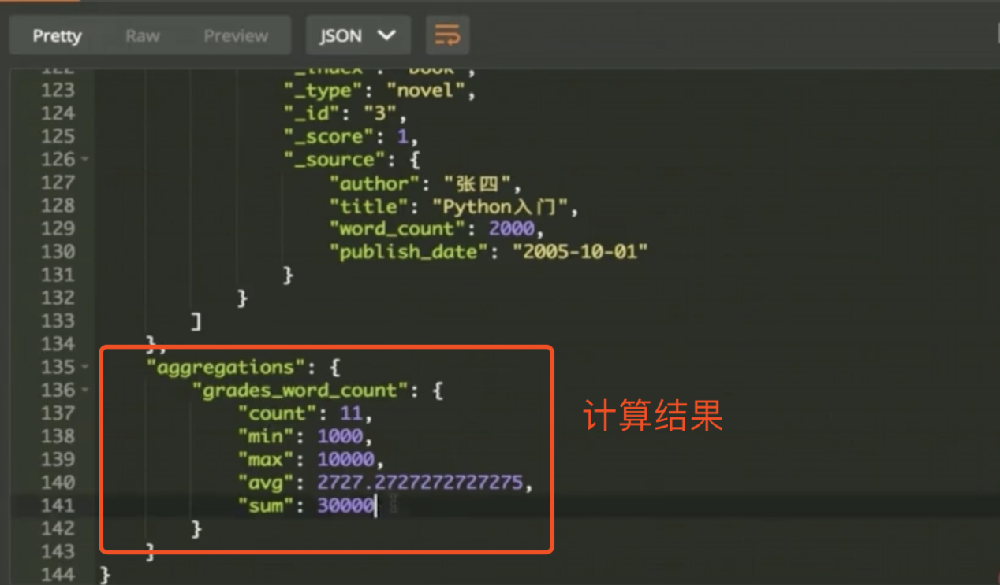 Pretty Raw Preview JSON
122 "_index": "book",
123 "_type": "novel",
124 "_id": "3",
125 "_score": 1,
126 "_source": {
127 "author": "张四",
128 "title": "Python入门",
129 "word_count": 2000,
130 "publish_date": "2005-10-01"
131 }
132 }
133 ]
134 },
135 "aggregations": {
136 "grades_word_count": {
137 "count": 11,
138 "min": 1000,
139 "max": 10000,
140 "avg": 2727.2727272727275,
141 "sum": 30000
142 }
143 }
144 }
计算结果